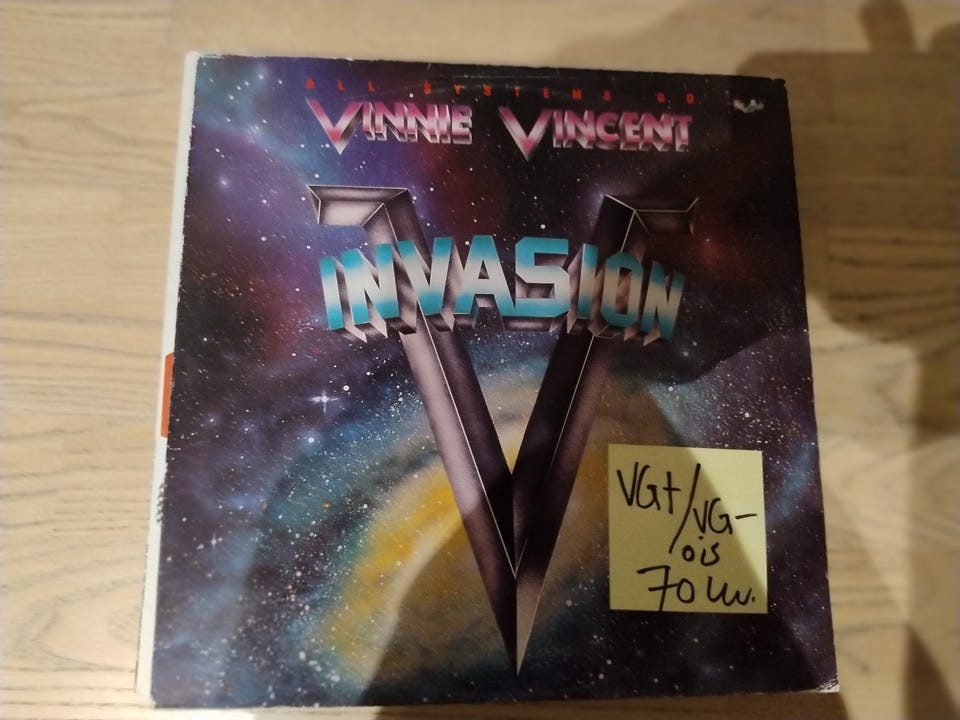 ALL SYSTEMS GO
VINNIE VINCENT
INVASION
VG+/VG-
ois
70 kr.